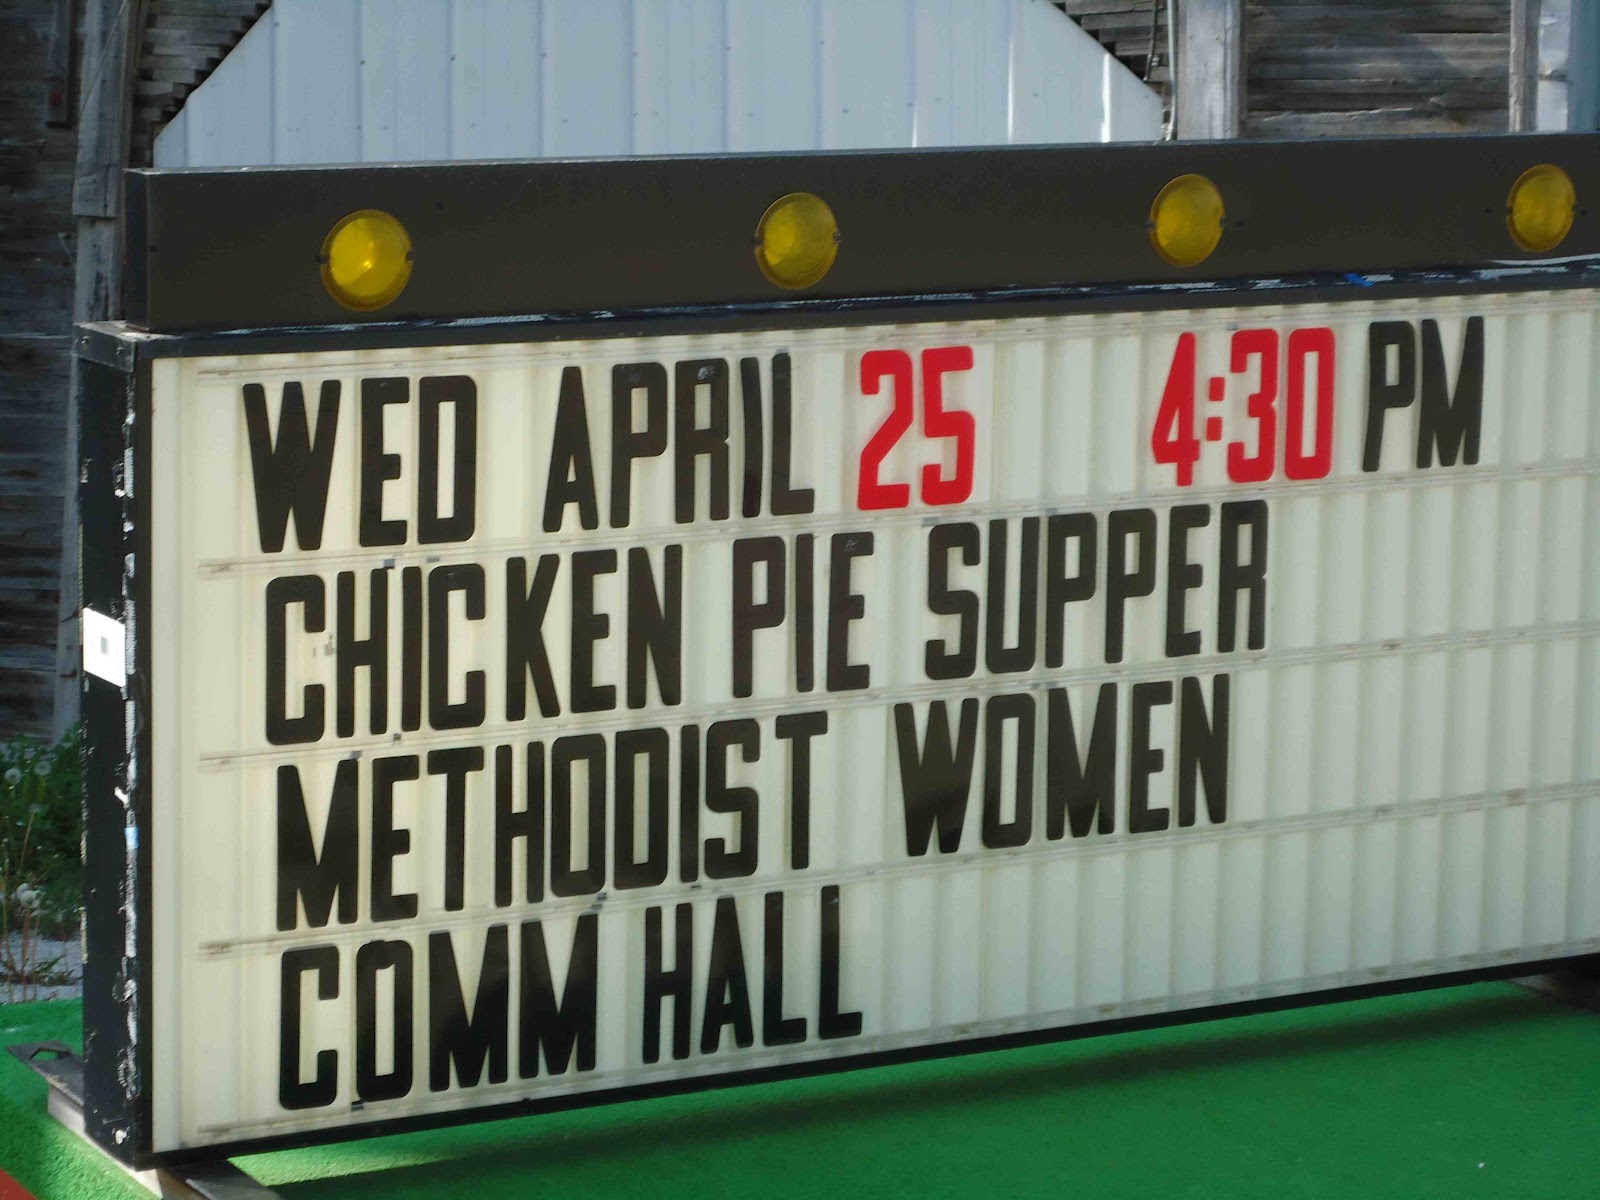 WED APRIL 25 4:30 PM
CHICKEN PIE SUPPER
METHODIST WOMEN
COMM HALL